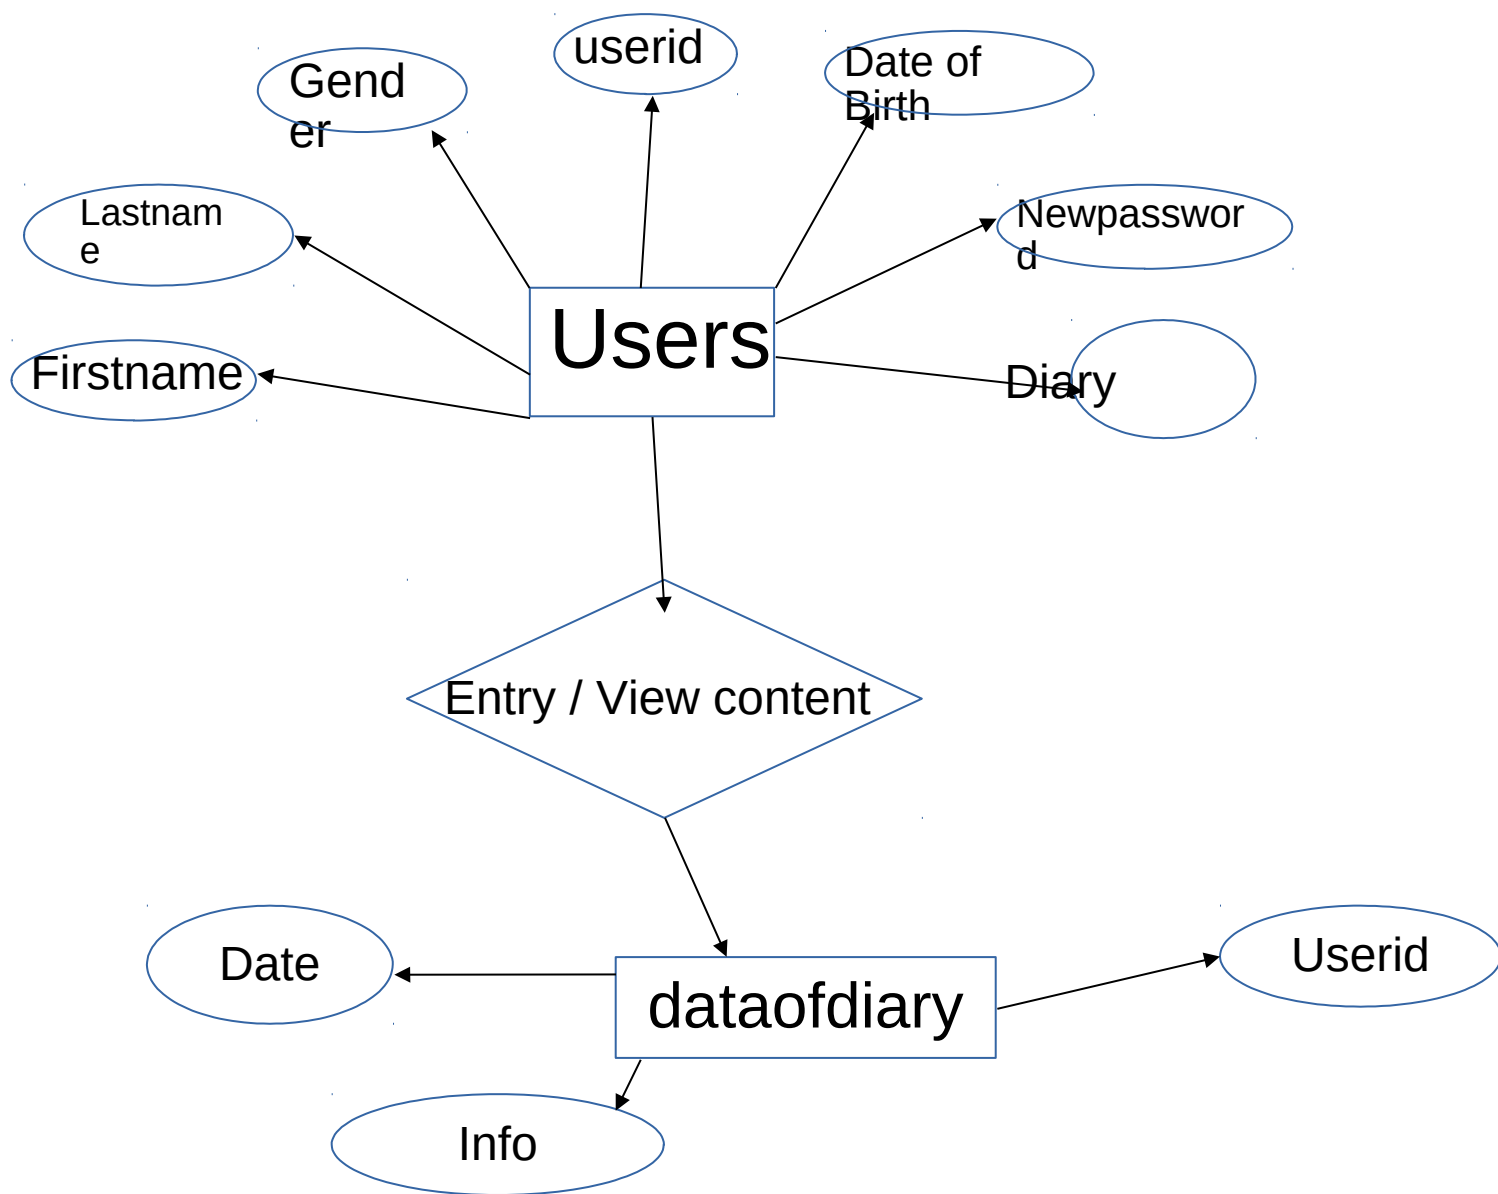 userid
Gend
er
Date of
Birth
Lastnam
e
Newpasswor
d
Users
Firstname
Diary
Entry / View content
Date
Userid
dataofdiary
Info